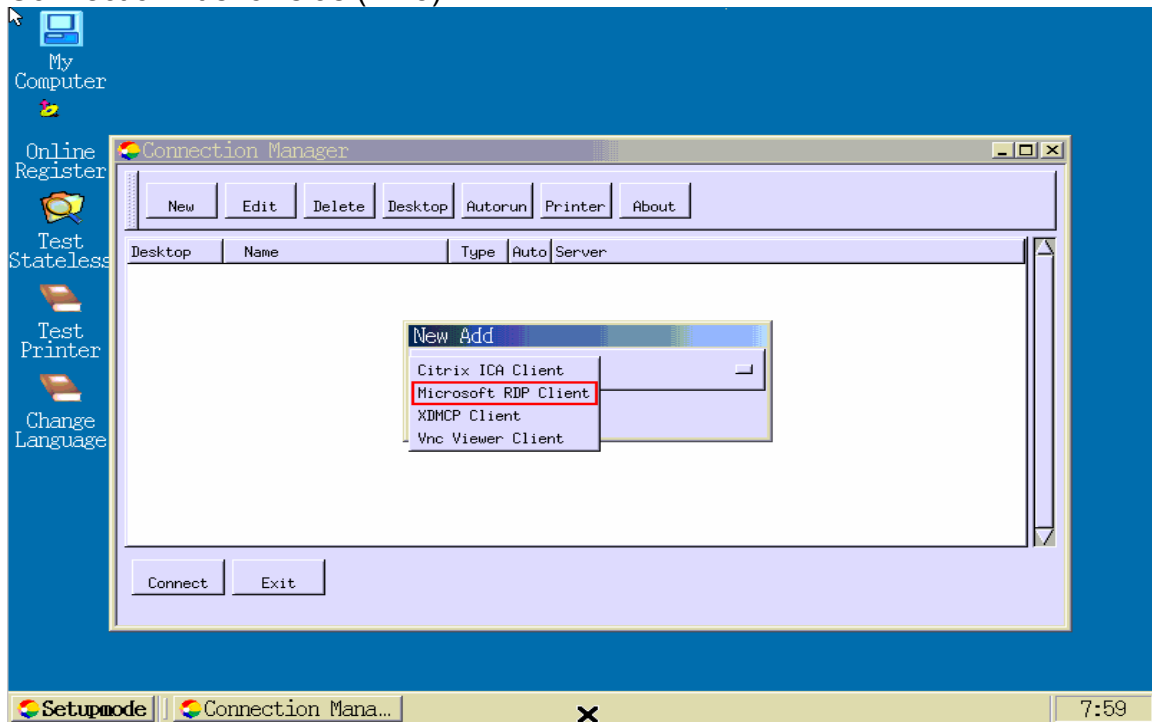 My
Computer
Online
Register
Test
Stateless
Test
Printer
Change
Language
Connection Manager
New Edit Delete Desktop Autorun Printer About
Desktop Name Type Auto Server
New Add
Citrix ICA Client
Microsoft RDP Client
XDMCP Client
Vnc Viewer Client
Connect Exit
Setupmode Connection Mana... 7:59